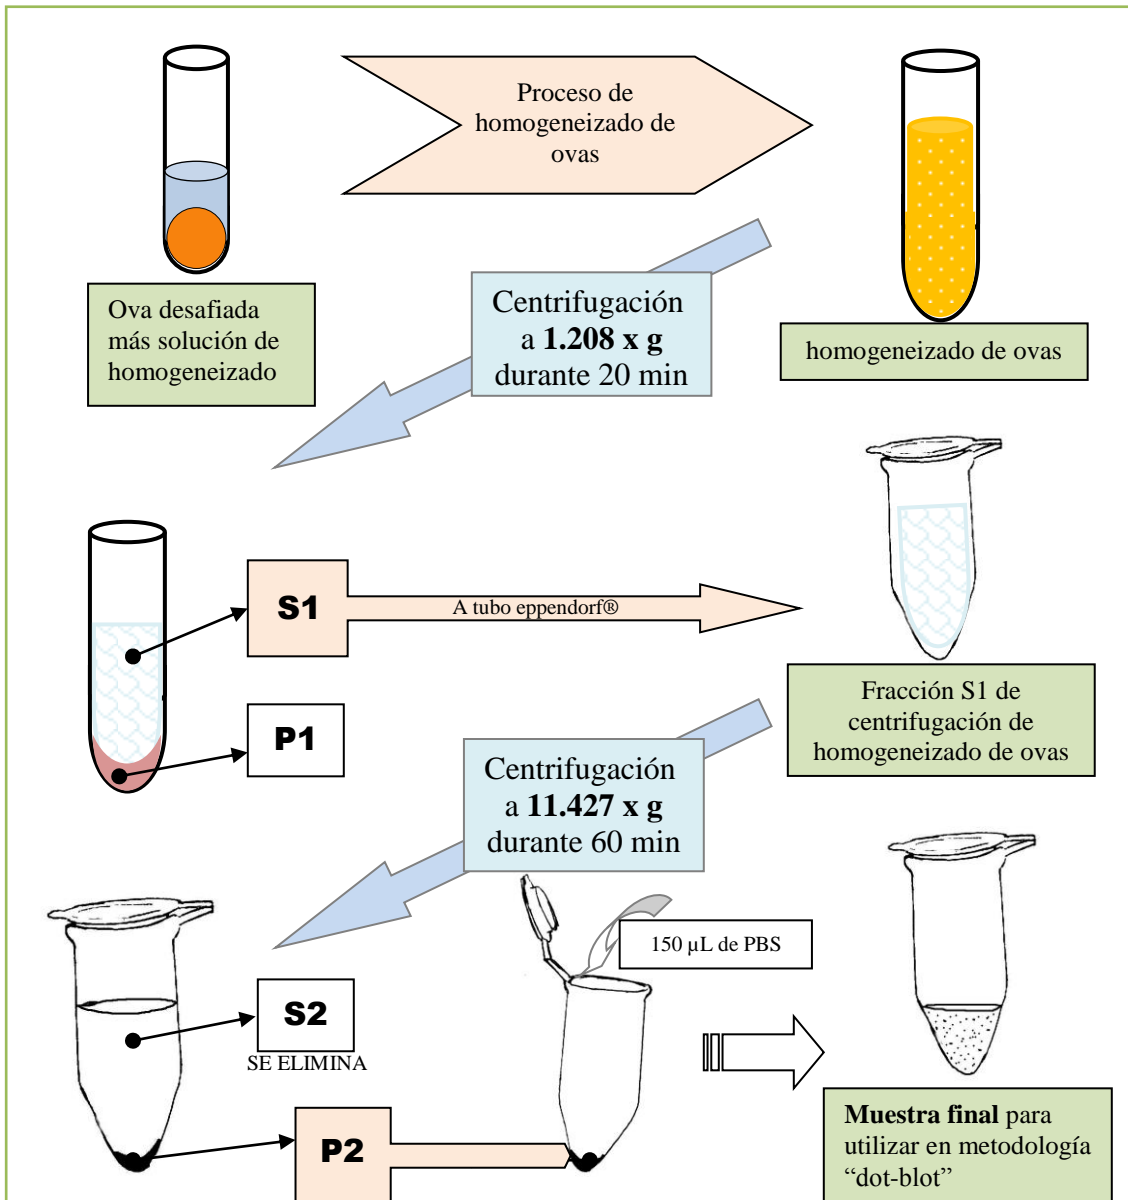 Proceso de
homogeneizado de
ovas
Ova desafiada
más solución de
homogeneizado
Centrifugación
a 1.208 x g
durante 20 min
homogeneizado de ovas
S1
A tubo eppendorf®
P1
Fracción S1 de
centrifugación de
homogeneizado de ovas
Centrifugación
a 11.427 x g
durante 60 min
150 µL de PBS
S2
SE ELIMINA
P2
Muestra final para
utilizar en metodología
“dot-blot”